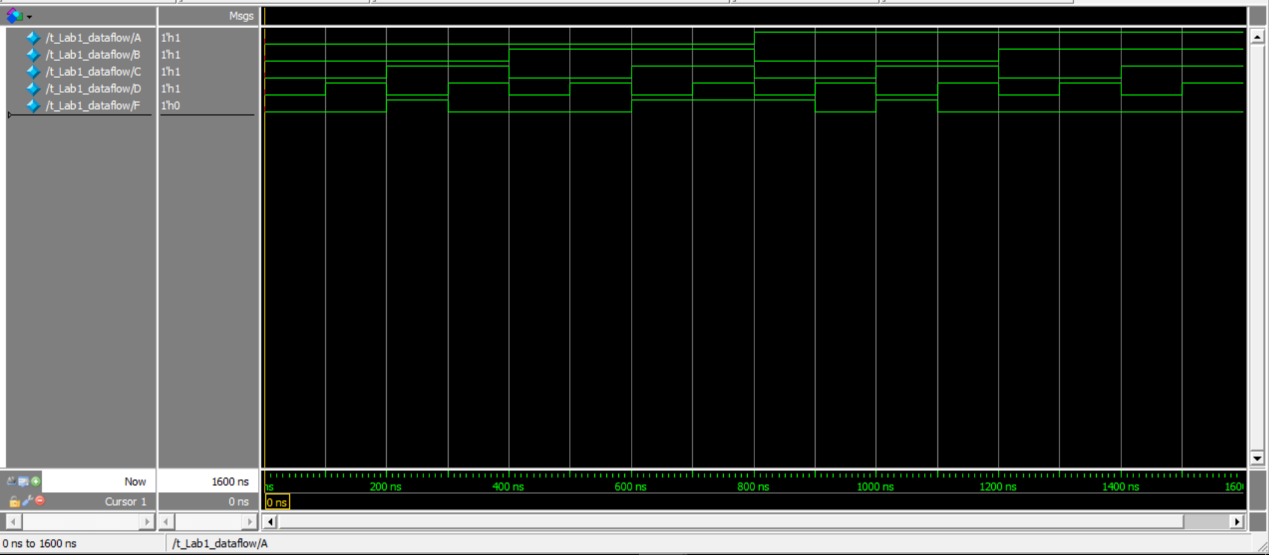 Msgs
/t_Lab1_dataflow/A 1'h1
/t_Lab1_dataflow/B 1'h1
/t_Lab1_dataflow/C 1'h1
/t_Lab1_dataflow/D 1'h1
/t_Lab1_dataflow/F 1'h0
Now 1600 ns ns 200 ns 400 ns 600 ns 800 ns 1000 ns 1200 ns 1400 ns 160
Cursor 1 0 ns 0 ns
0 ns to 1600 ns /t_Lab1_dataflow/A